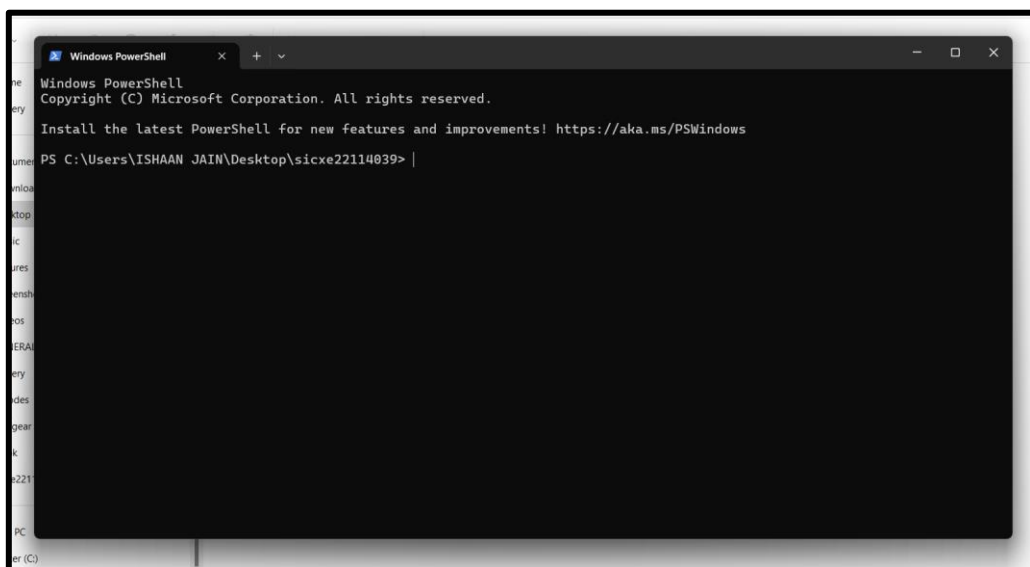 Windows PowerShell
Windows PowerShell
Copyright (C) Microsoft Corporation. All rights reserved.
Install the latest PowerShell for new features and improvements! https://aka.ms/PSWindows
PS C:\Users\ISHAAN JAIN\Desktop\sicxe22114039>
PC
(C:)